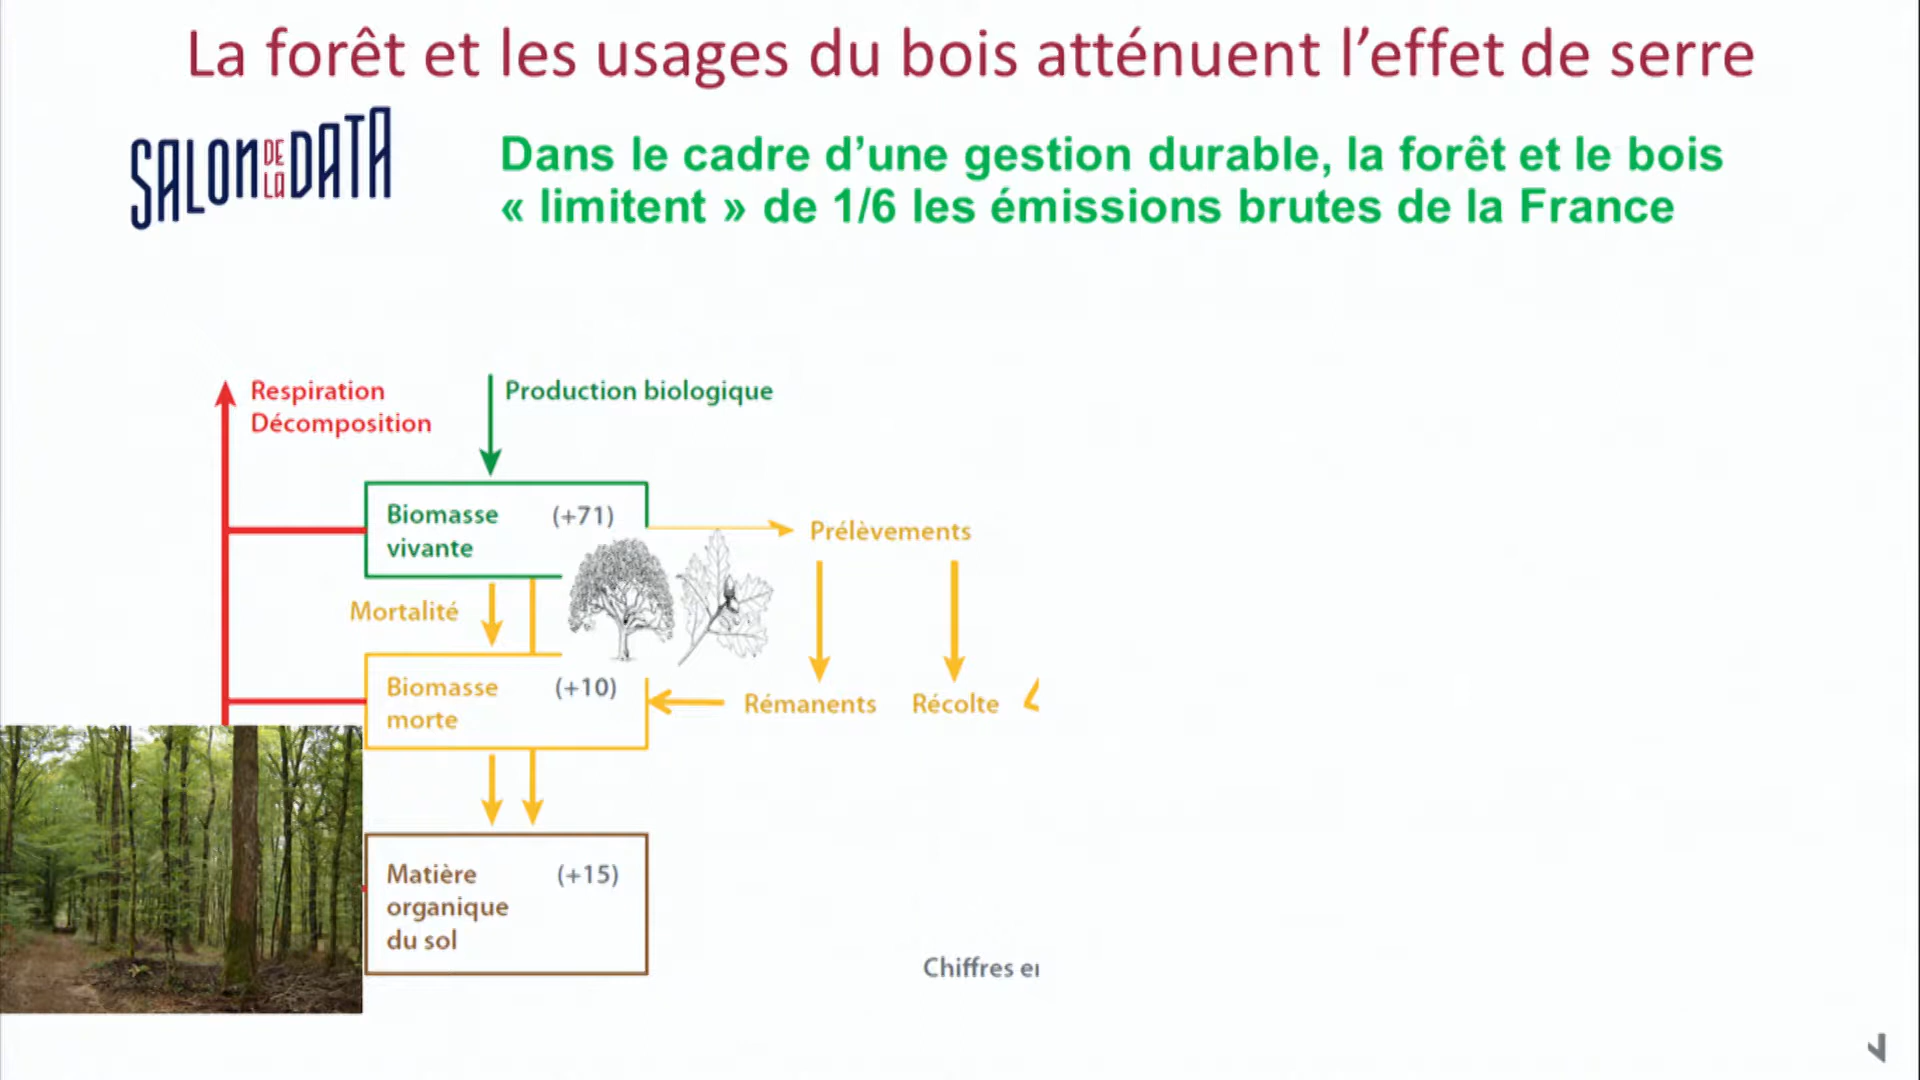 La forêt et les usages du bois atténuent l’effet de serre
SALON DE LA DATA
Dans le cadre d’une gestion durable, la forêt et le bois
« limitent » de 1/6 les émissions brutes de la France
Respiration
Décomposition
Production biologique
Biomasse (+71)
vivante
Prélèvements
Mortalité
Biomasse (+10)
morte
Rémanents
Récolte
Matière (+15)
organique
du sol
Chiffres